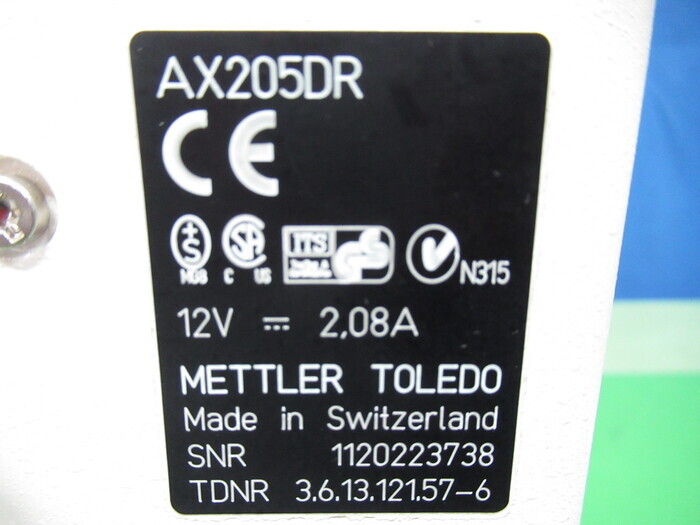 AX205DR
CE
ITS
N315
C US
12V ⎓ 2,08A
METTLER TOLEDO
Made in Switzerland
SNR 1120223738
TDNR 3.6.13.121.57-6